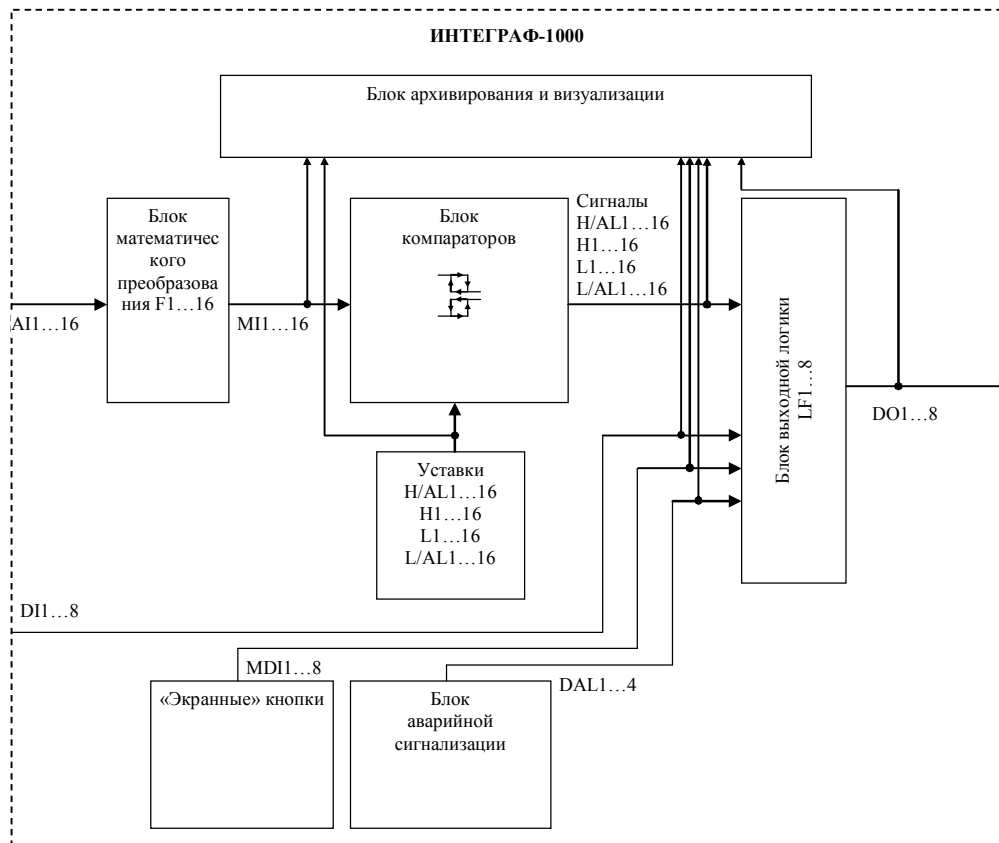 ИНТЕГРАФ-1000
Блок архивирования и визуализации
Блок
математичес
кого
преобразова
ния F1…16
Блок
компараторов
Сигналы
H/AL1…16
H1…16
L1…16
L/AL1…16
AI1…16
MI1…16
Блок выходной логики
LF1…8
DO1…8
Уставки
H/AL1…16
H1…16
L1…16
L/AL1…16
DI1…8
MDI1…8
DAL1…4
«Экранные» кнопки
Блок
аварийной
сигнализации